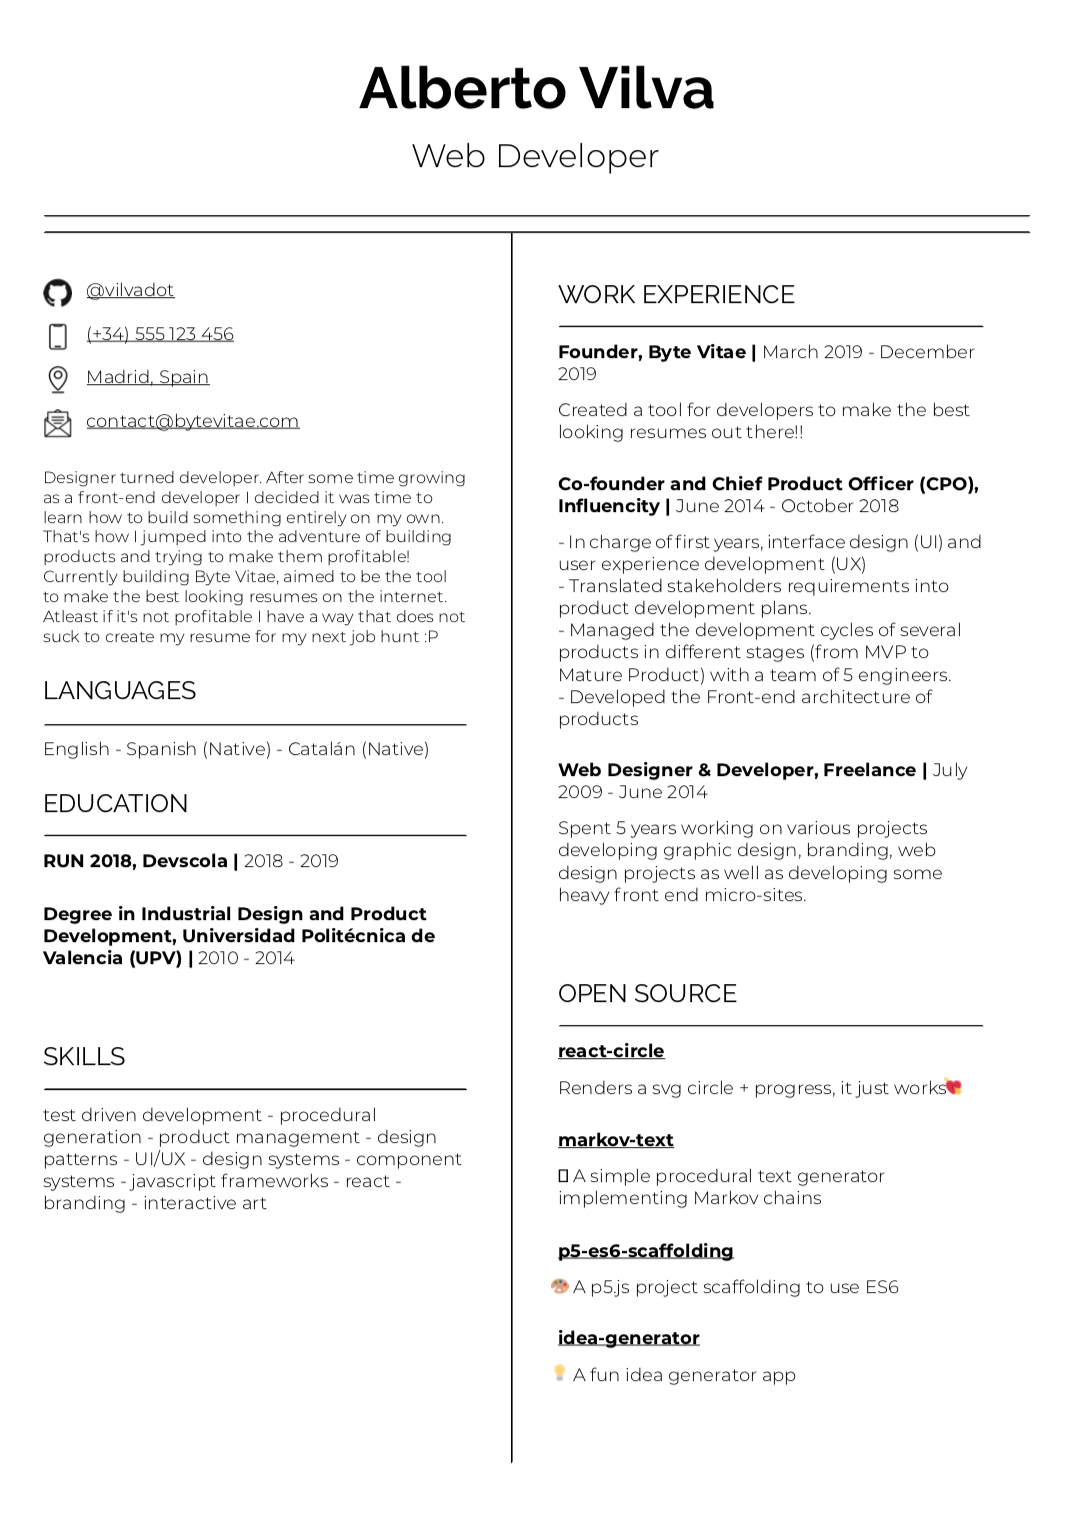 Alberto Vilva
Web Developer
@vilvadot
(+34) 555 123 456
Madrid, Spain
contact@bytevitae.com
Designer turned developer. After some time growing
as a front-end developer I decided it was time to
learn how to build something entirely on my own.
That's how I jumped into the adventure of building
products and trying to make them profitable!
Currently building Byte Vitae, aimed to be the tool
to make the best looking resumes on the internet.
Atleast if it's not profitable I have a way that does not
suck to create my resume for my next job hunt :P
LANGUAGES
English - Spanish (Native) - Catalán (Native)
EDUCATION
RUN 2018, Devscola | 2018 - 2019
Degree in Industrial Design and Product
Development, Universidad Politécnica de
Valencia (UPV) | 2010 - 2014
SKILLS
test driven development - procedural
generation - product management - design
patterns - UI/UX - design systems - component
systems - javascript frameworks - react -
branding - interactive art
WORK EXPERIENCE
Founder, Byte Vitae | March 2019 - December
2019
Created a tool for developers to make the best
looking resumes out there!!
Co-founder and Chief Product Officer (CPO),
Influencity | June 2014 - October 2018
- In charge of first years, interface design (UI) and
user experience development (UX)
- Translated stakeholders requirements into
product development plans.
- Managed the development cycles of several
products in different stages (from MVP to
Mature Product) with a team of 5 engineers.
- Developed the Front-end architecture of
products
Web Designer & Developer, Freelance | July
2009 - June 2014
Spent 5 years working on various projects
developing graphic design, branding, web
design projects as well as developing some
heavy front end micro-sites.
OPEN SOURCE
react-circle
Renders a svg circle + progress, it just works💘
markov-text
▯ A simple procedural text generator
implementing Markov chains
p5-es6-scaffolding
🎨 A p5.js project scaffolding to use ES6
idea-generator
💡 A fun idea generator app